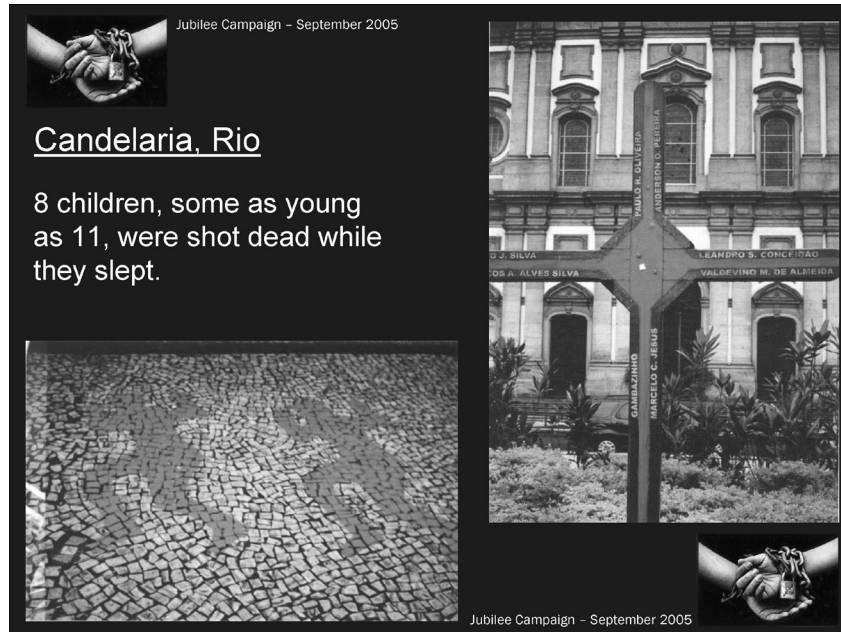 Jubilee Campaign – September 2005
Candelaria, Rio
8 children, some as young
as 11, were shot dead while
they slept.
PAULO R. OLIVEIRA
ANDERSON O. PEREIRA
J. SILVA
A. ALVES SILVA
LEANDRO S. CONCEIÇÃO
VALDEVINO M. DE ALMEIDA
GAMBAZINHO
MARCELO C. JESUS
Jubilee Campaign – September 2005